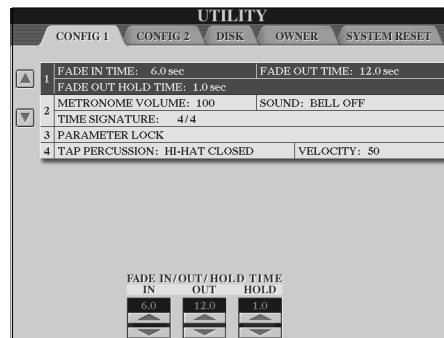 UTILITY
CONFIG 1 CONFIG 2 DISK OWNER SYSTEM RESET
1 FADE IN TIME: 6.0 sec FADE OUT TIME: 12.0 sec
FADE OUT HOLD TIME: 1.0 sec
2 METRONOME VOLUME: 100 SOUND: BELL OFF
TIME SIGNATURE: 4/4
3 PARAMETER LOCK
4 TAP PERCUSSION: HI-HAT CLOSED VELOCITY: 50
FADE IN/OUT/HOLD TIME
IN OUT HOLD
6.0 12.0 1.0